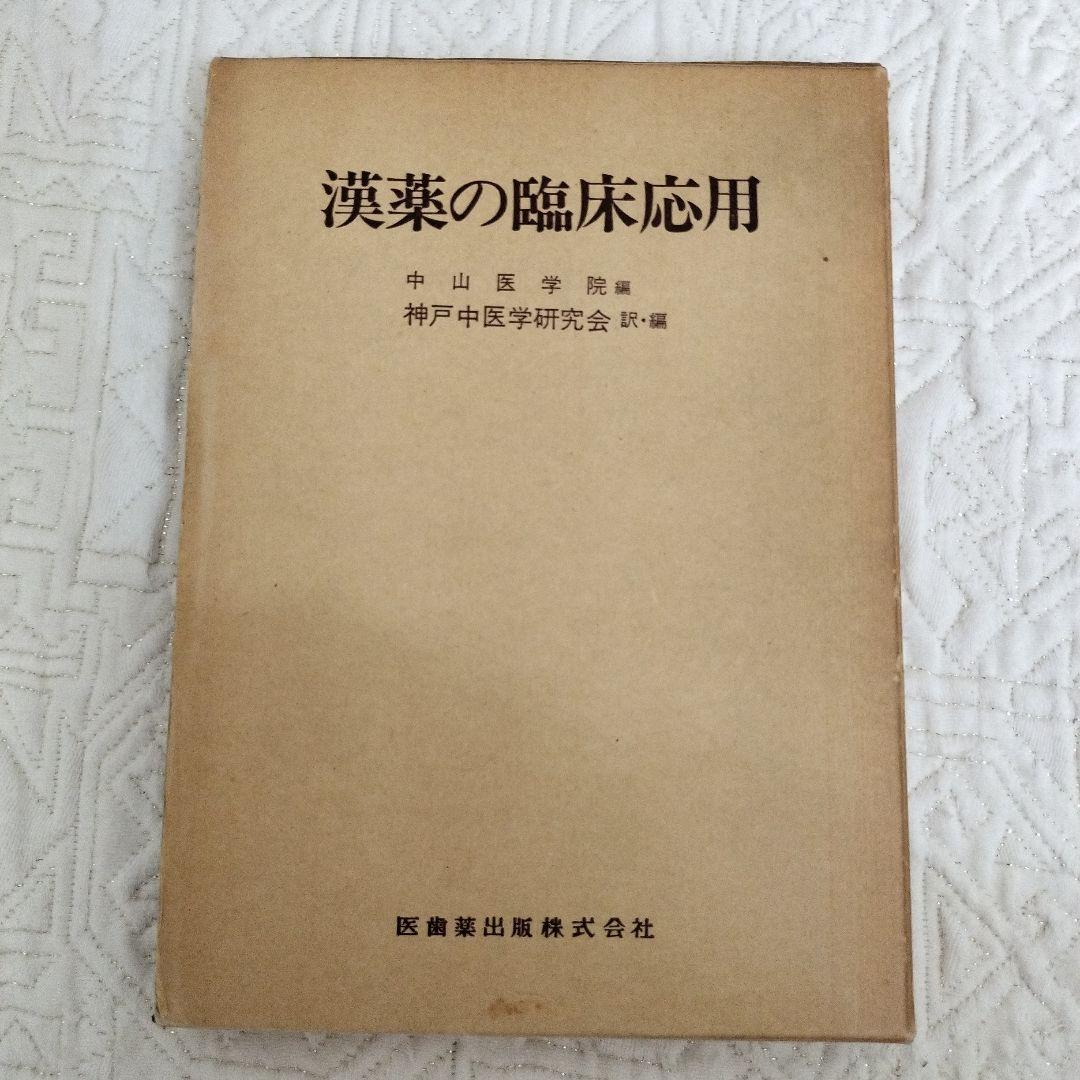 漢薬の臨床応用
中山医学院編
神戸中医学研究会 訳・編
医歯薬出版株式会社